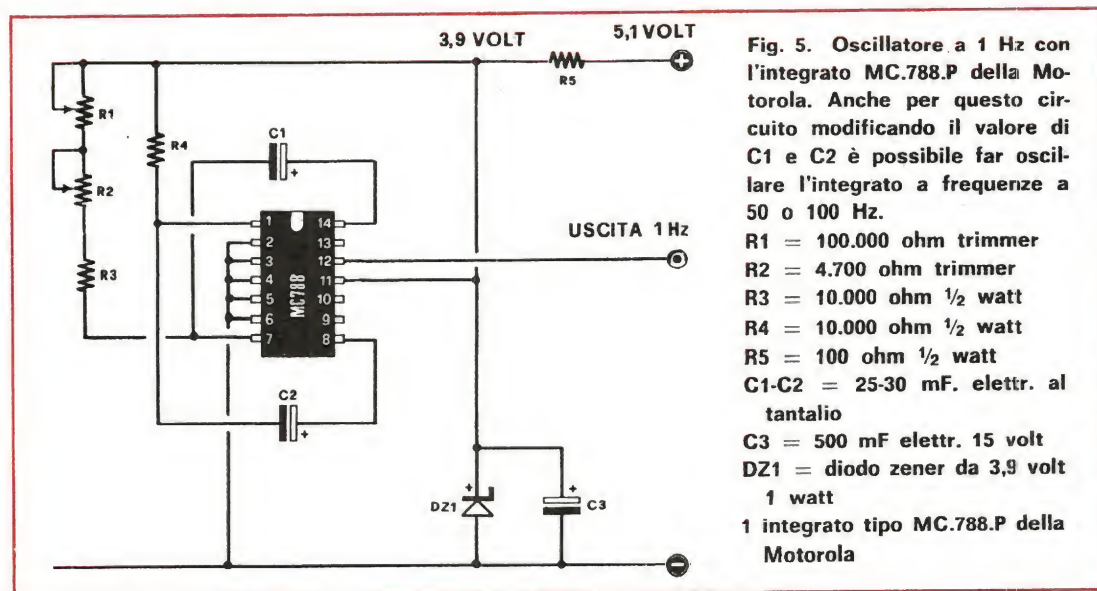 3,9 VOLT
5,1 VOLT
R5
R1
R4
C1
+
R2
R3
1
2
3
4
5
6
7
MC788
14
13
12
11
10
9
8
USCITA 1 Hz
C2
+
DZ1
+
+
C3
Fig. 5. Oscillatore a 1 Hz con
l'integrato MC.788.P della Mo-
torola. Anche per questo cir-
cuito modificando il valore di
C1 e C2 è possibile far oscil-
lare l'integrato a frequenze a
50 o 100 Hz.
R1 = 100.000 ohm trimmer
R2 = 4.700 ohm trimmer
R3 = 10.000 ohm ½ watt
R4 = 10.000 ohm ½ watt
R5 = 100 ohm ½ watt
C1-C2 = 25-30 mF. elettr. al
tantalio
C3 = 500 mF elettr. 15 volt
DZ1 = diodo zener da 3,9 volt
1 watt
1 integrato tipo MC.788.P della
Motorola